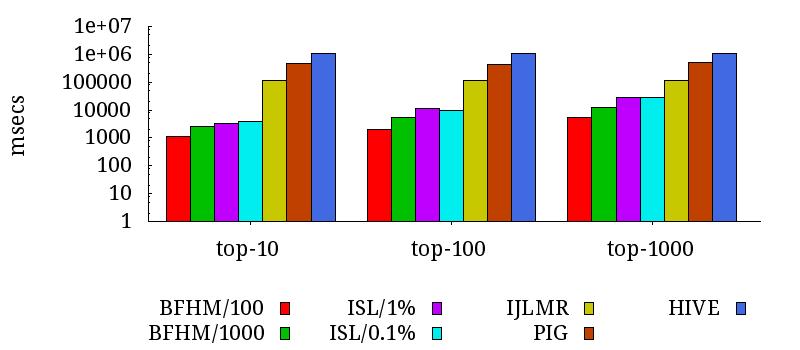 1e+07
1e+06
100000
10000
1000
100
10
1
msecs
top-10 top-100 top-1000
BFHM/100 ISL/1% IJLMR HIVE
BFHM/1000 ISL/0.1% PIG